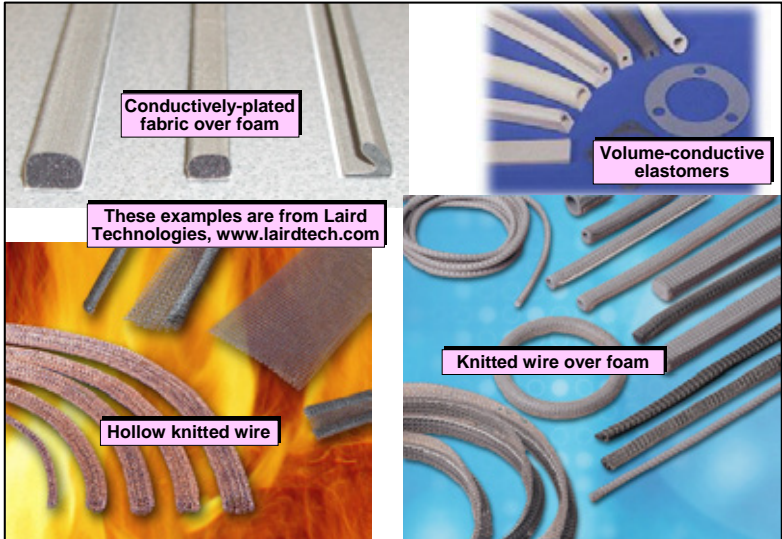 Conductively-plated
fabric over foam
Volume-conductive
elastomers
These examples are from Laird
Technologies, www.lairdtech.com
Knitted wire over foam
Hollow knitted wire